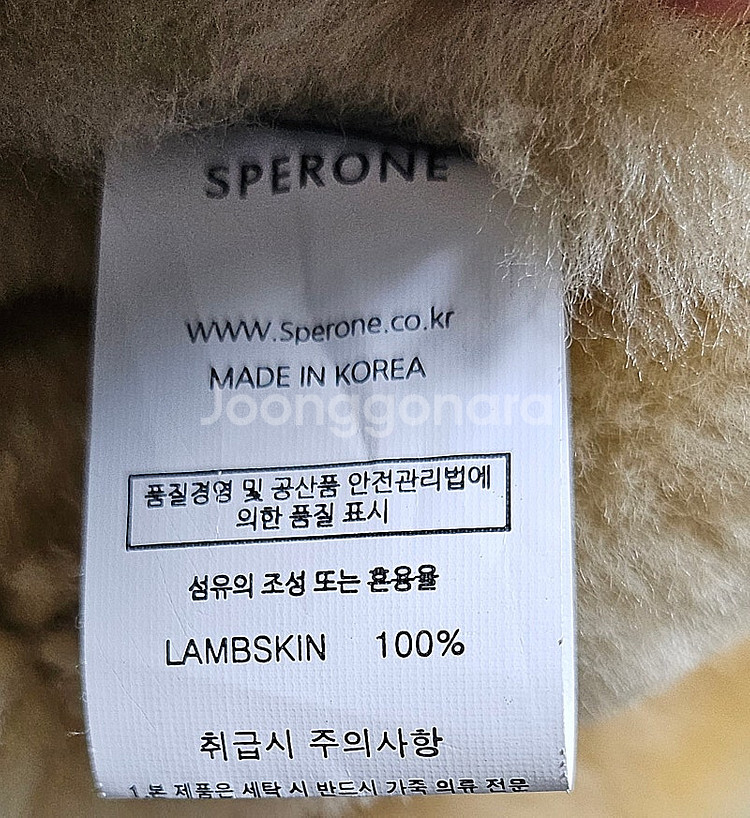 SPERONE
WWW.Sperone.co.kr
MADE IN KOREA
Joonggonara
품질경영 및 공산품 안전관리법에
의한 품질 표시
섬유의 조성 또는 혼용율
LAMBSKIN 100%
취급시 주의사항
1.본 제품은 세탁 시 반드시 가죽 의류 전문